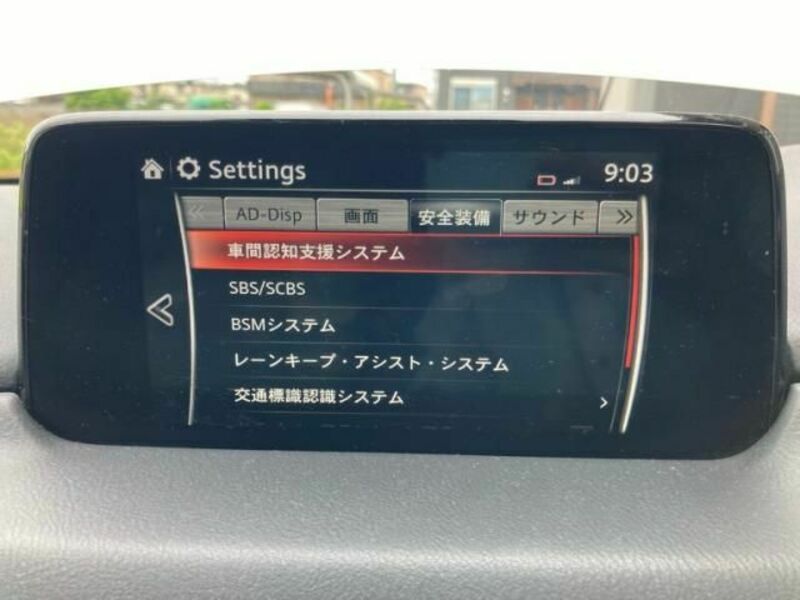 Settings 9:03
AD-Disp 画面 安全装備 サウンド
車間認知支援システム
SBS/SCBS
BSMシステム
レーンキープ・アシスト・システム
交通標識認識システム